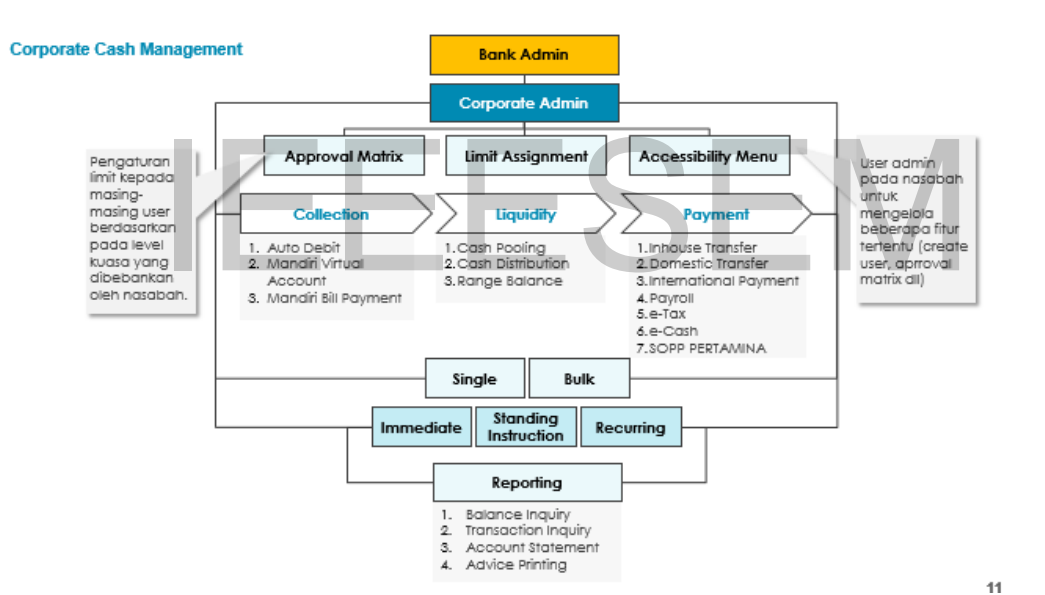 Corporate Cash Management
Bank Admin
Corporate Admin
Approval Matrix
Limit Assignment
Accessibility Menu
Pengaturan
limit kepada
masing-
masing user
berdasarkan
pada level
kuasa yang
dibebankan
oleh nasabah.
User admin
pada nasabah
untuk
mengelola
beberapa fitur
tertentu (create
user, aprroval
matrix dll)
IEEESEM
Collection
Liquidity
Payment
1. Auto Debit
2. Mandiri Virtual
Account
3. Mandiri Bill Payment
1.Cash Pooling
2.Cash Distribution
3.Range Balance
1.Inhouse Transfer
2.Domestic Transfer
3.International Payment
4.Payroll
5.e-Tax
6.e-Cash
7.SOPP PERTAMINA
Single
Bulk
Immediate
Standing
Instruction
Recurring
Reporting
1. Balance Inquiry
2. Transaction Inquiry
3. Account Statement
4. Advice Printing
11